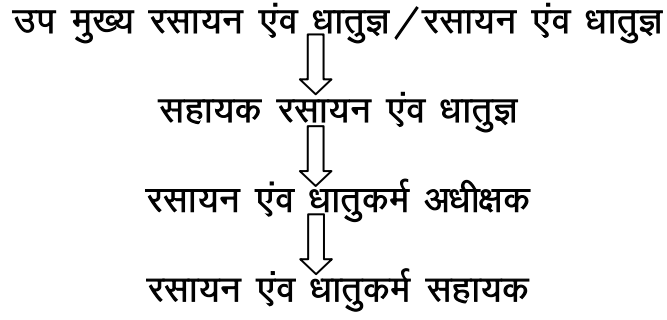 उप मुख्य रसायन एंव धातुज्ञ/रसायन एंव धातुज्ञ
सहायक रसायन एंव धातुज्ञ
रसायन एंव धातुकर्म अधीक्षक
रसायन एंव धातुकर्म सहायक